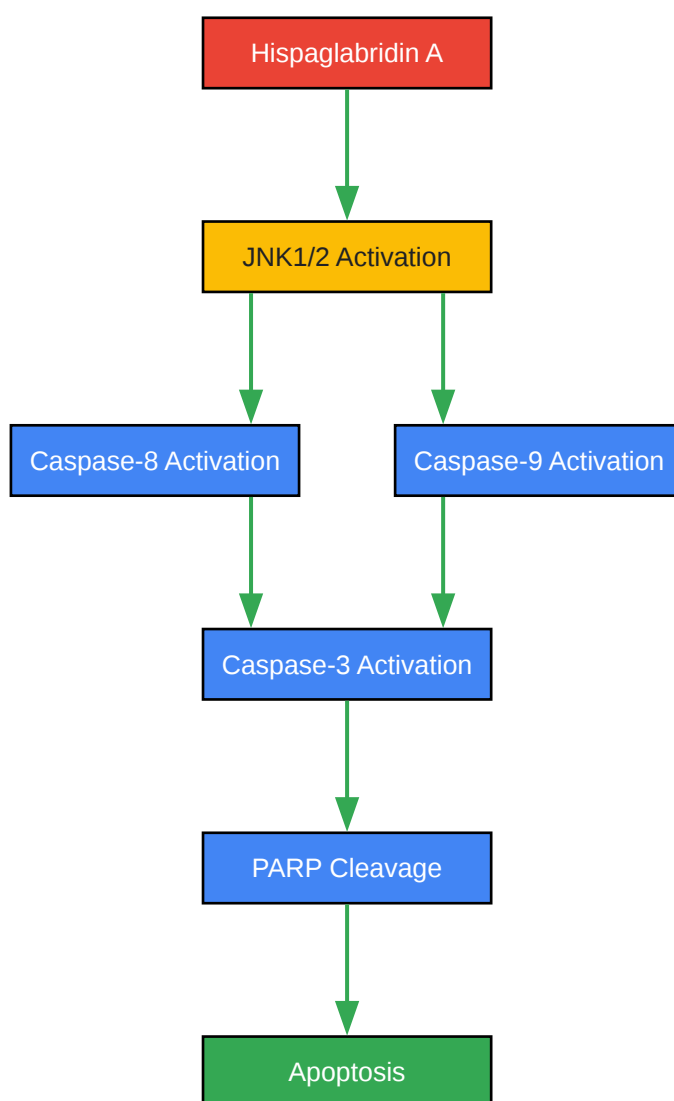 Hispaglabridin A
JNK1/2 Activation
Caspase-8 Activation
Caspase-9 Activation
Caspase-3 Activation
PARP Cleavage
Apoptosis